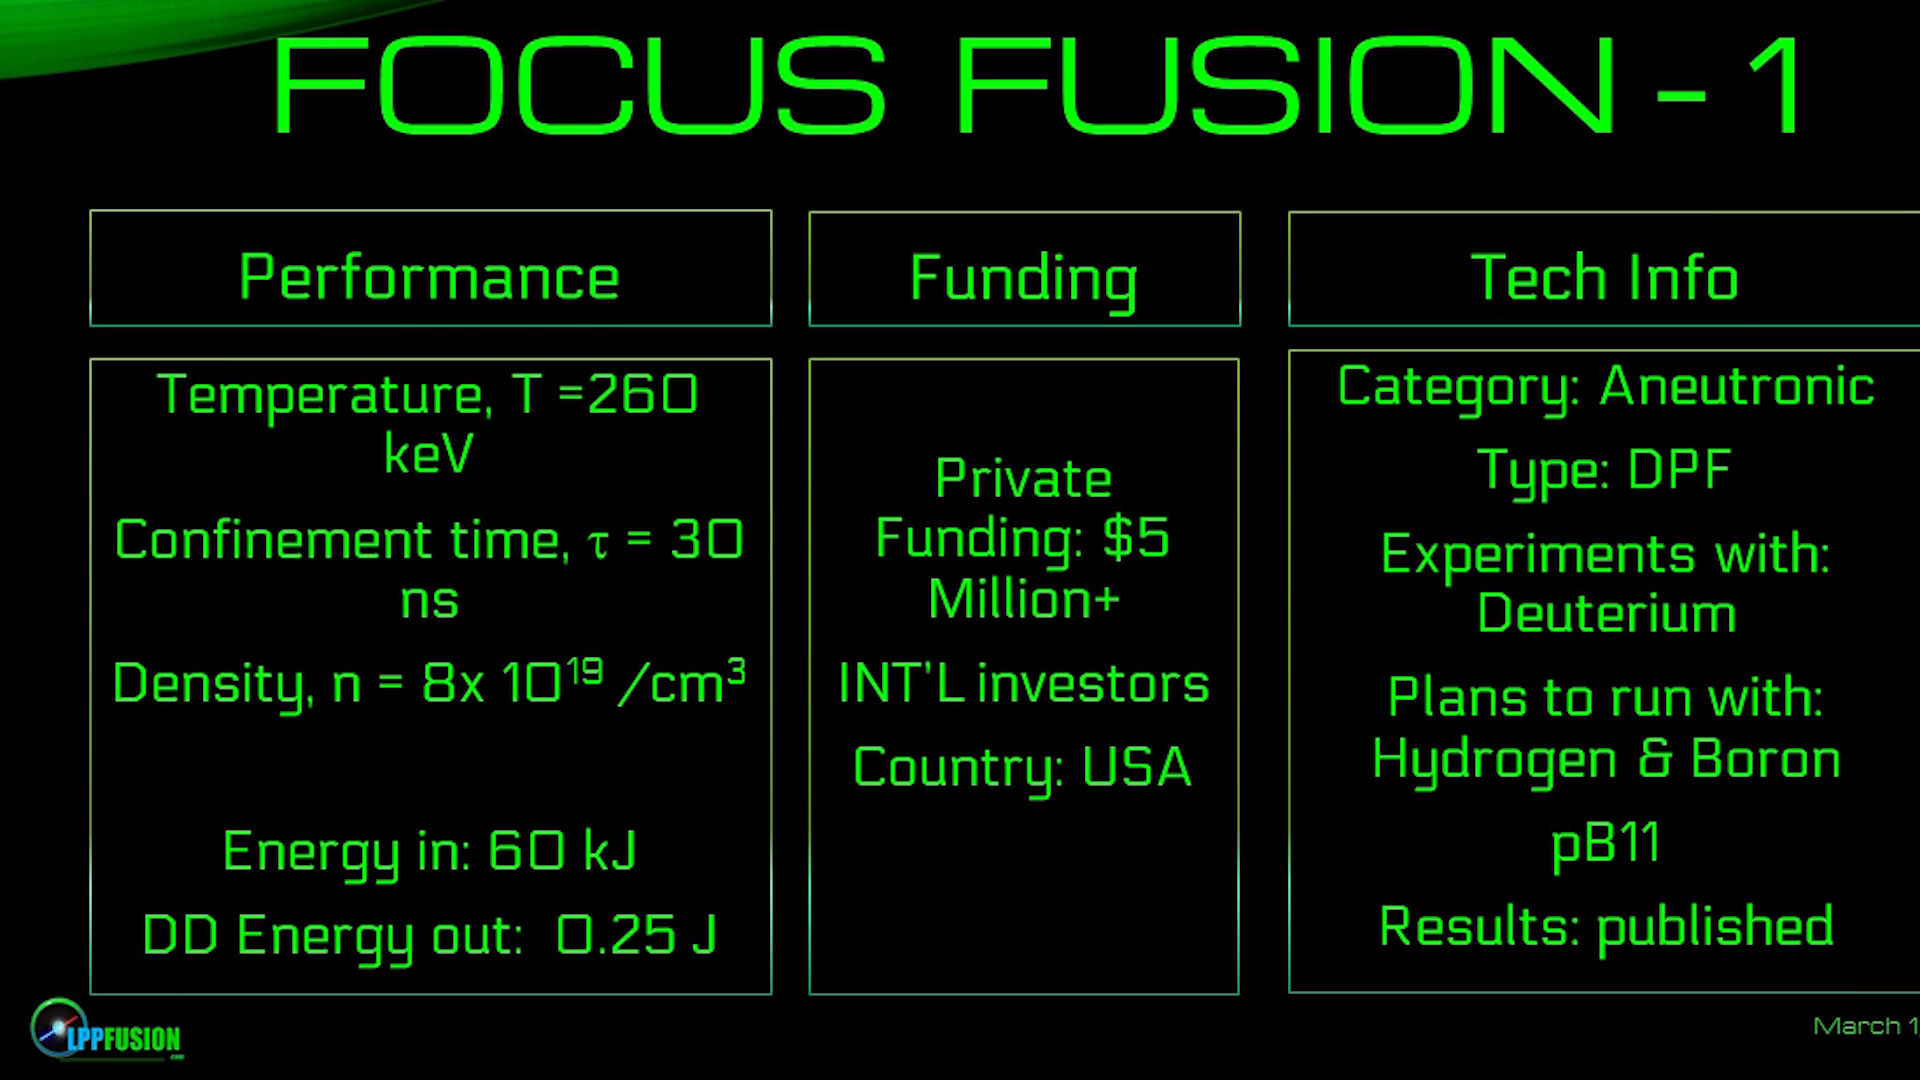 FOCUS FUSION - 1
Performance
Temperature, T =260
keV
Confinement time, τ = 30
ns
Density, n = 8x 10¹⁹ /cm³
Energy in: 60 kJ
DD Energy out: 0.25 J
Funding
Private
Funding: $5
Million+
INT'L investors
Country: USA
Tech Info
Category: Aneutronic
Type: DPF
Experiments with:
Deuterium
Plans to run with:
Hydrogen & Boron
pB11
Results: published
LPPFUSION
.com
March 1,